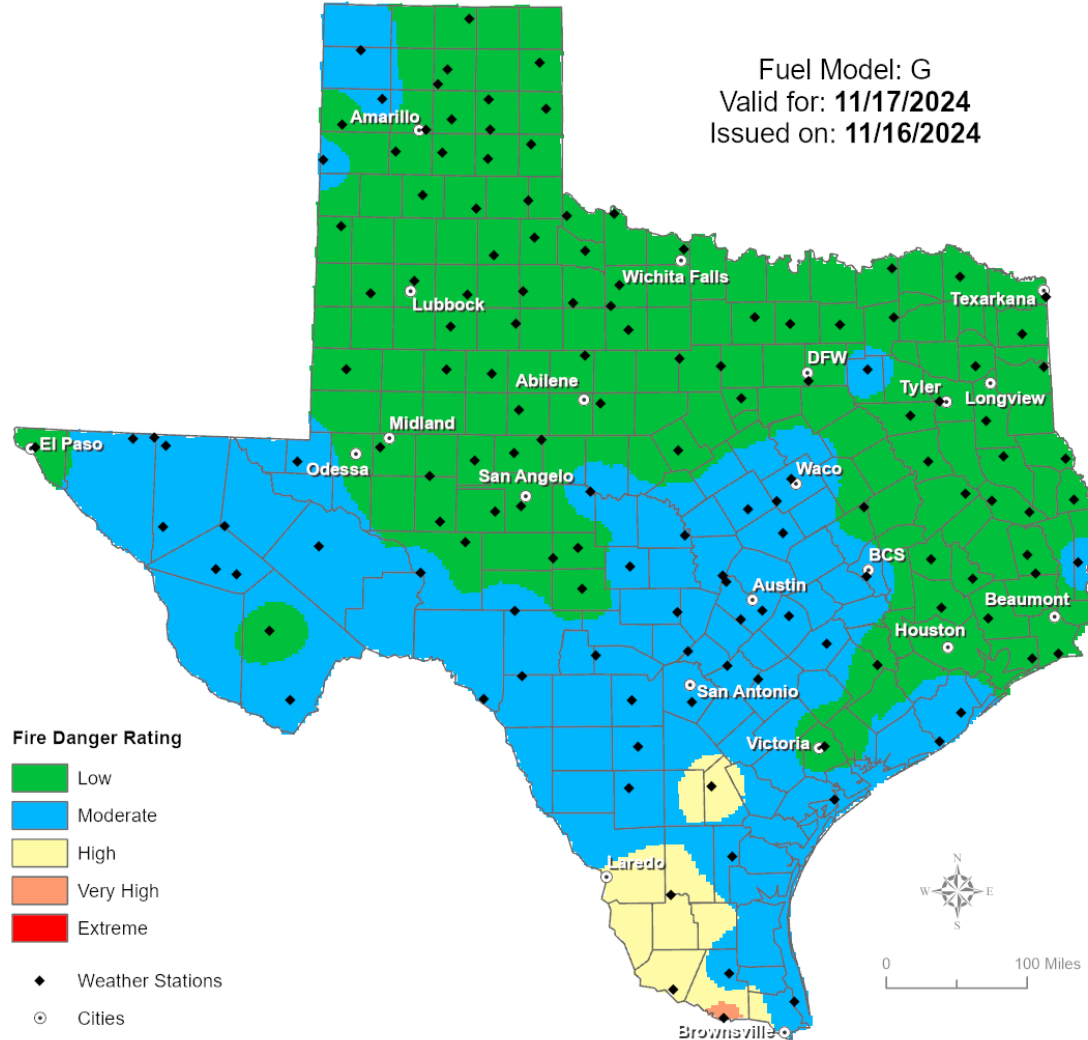 Fuel Model: G
Valid for: 11/17/2024
Issued on: 11/16/2024
Amarillo
Wichita Falls
Lubbock
Texarkana
DFW
Abilene
Tyler
Longview
Midland
El Paso
Odessa
San Angelo
Waco
BCS
Austin
Beaumont
Houston
San Antonio
Victoria
Laredo
Brownsville
Fire Danger Rating
Low
Moderate
High
Very High
Extreme
Weather Stations
Cities
N
W E
S
0 100 Miles